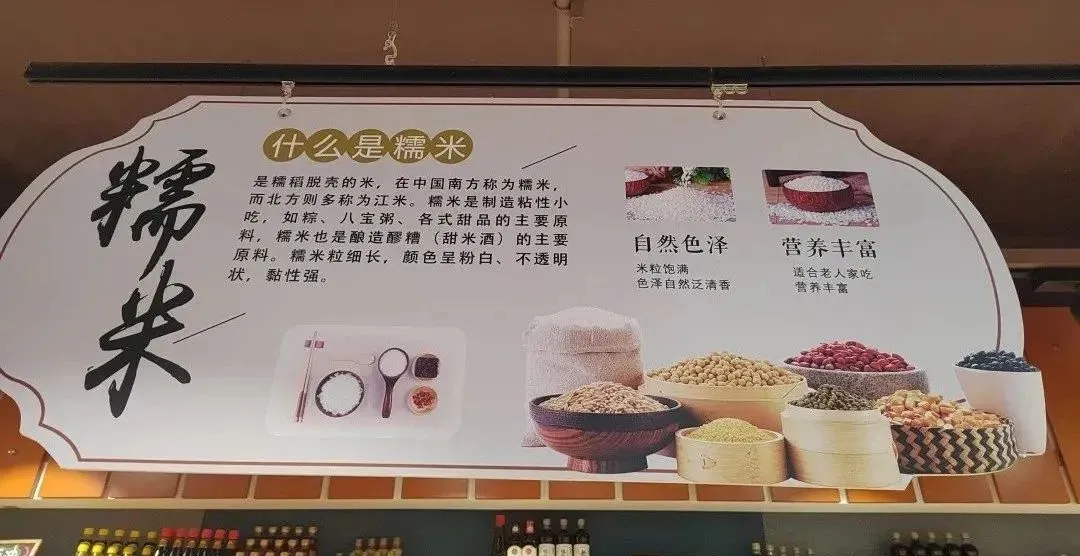 糯米
什么是糯米
是糯稻脱壳的米，在中国南方称为糯米，
而北方则多称为江米。糯米是制造粘性小
吃，如粽、八宝粥、各式甜品的主要原
料，糯米也是酿造醪糟（甜米酒）的主要
原料。糯米粒细长，颜色呈粉白、不透明
状，黏性强。
自然色泽
米粒饱满
色泽自然泛清香
营养丰富
适合老人家吃
营养丰富